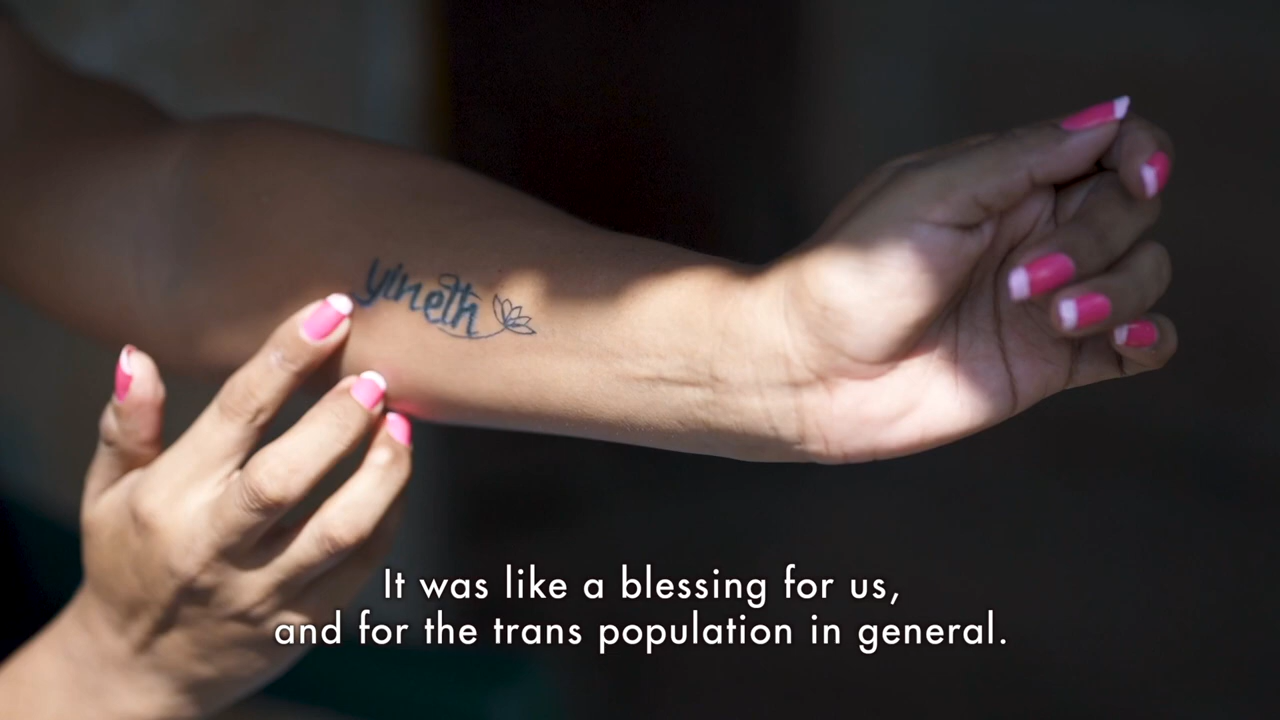 yineth
It was like a blessing for us,
and for the trans population in general.